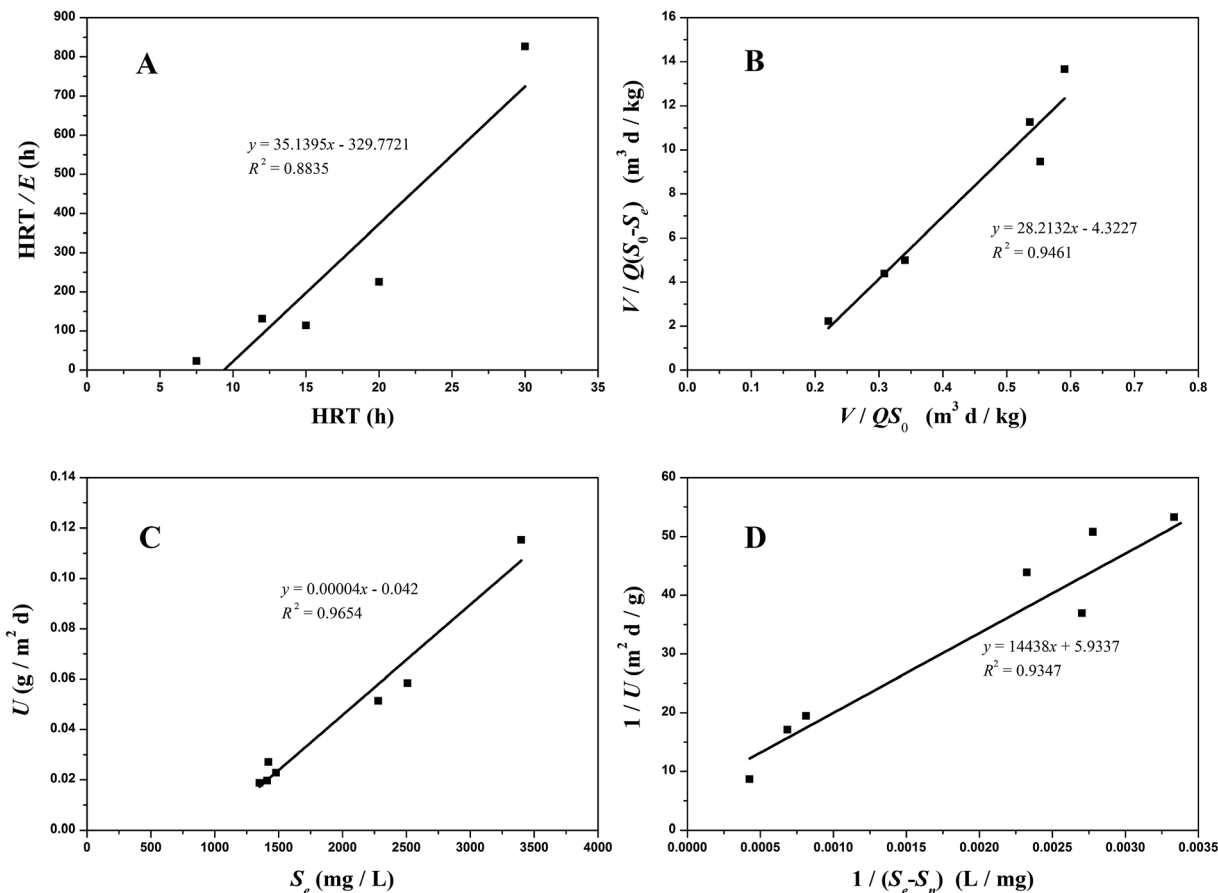 A
900
800
700
600
500
400
300
200
100
0
HRT / E (h)
y = 35.1395x - 329.7721
R² = 0.8835
0 5 10 15 20 25 30 35
HRT (h)
B
16
14
12
10
8
6
4
2
0
V / Q(S₀-Sₑ) (m³ d / kg)
y = 28.2132x - 4.3227
R² = 0.9461
0.0 0.1 0.2 0.3 0.4 0.5 0.6 0.7 0.8
V / QS₀ (m³ d / kg)
C
0.14
0.12
0.10
0.08
0.06
0.04
0.02
0.00
U (g / m² d)
y = 0.00004x - 0.042
R² = 0.9654
0 500 1000 1500 2000 2500 3000 3500 4000
Sₑ (mg / L)
D
60
50
40
30
20
10
0
1 / U (m² d / g)
y = 14438x + 5.9337
R² = 0.9347
0.0000 0.0005 0.0010 0.0015 0.0020 0.0025 0.0030 0.0035
1 / (Sₑ-Sₙ) (L / mg)